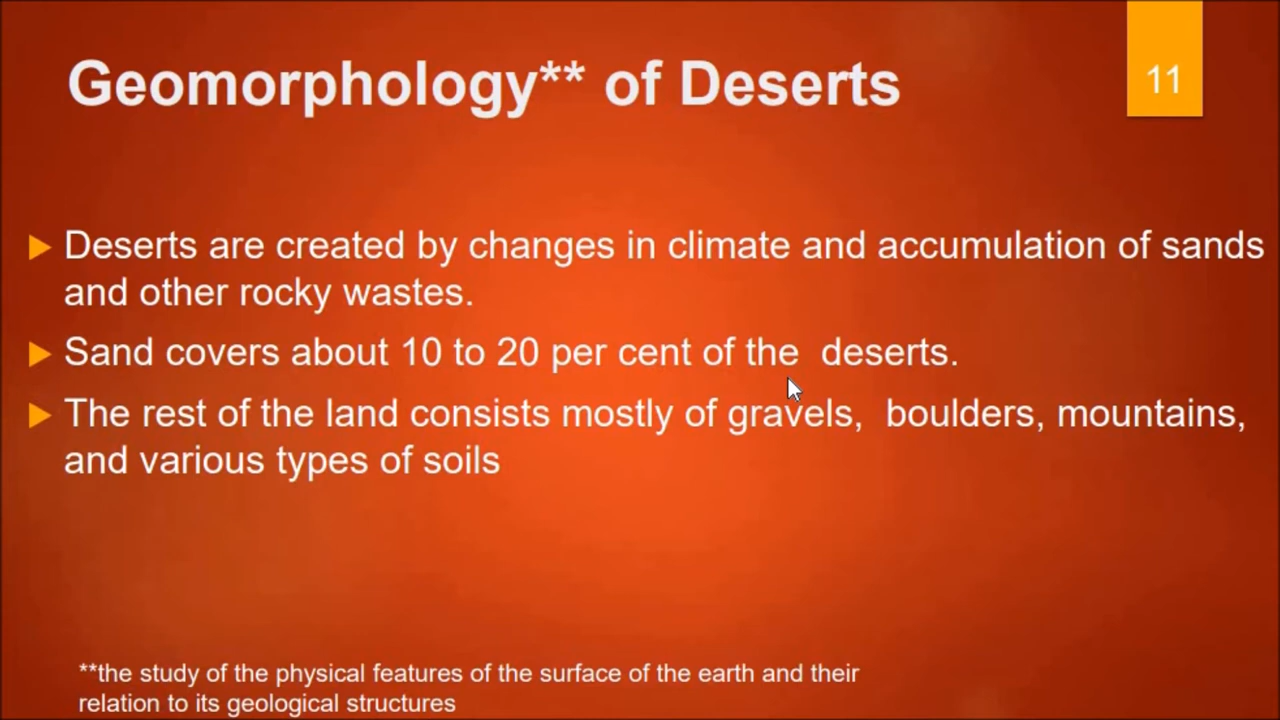 Geomorphology** of Deserts
11
Deserts are created by changes in climate and accumulation of sands
and other rocky wastes.
Sand covers about 10 to 20 per cent of the  deserts.
The rest of the land consists mostly of gravels,  boulders, mountains,
and various types of soils
**the study of the physical features of the surface of the earth and their
relation to its geological structures